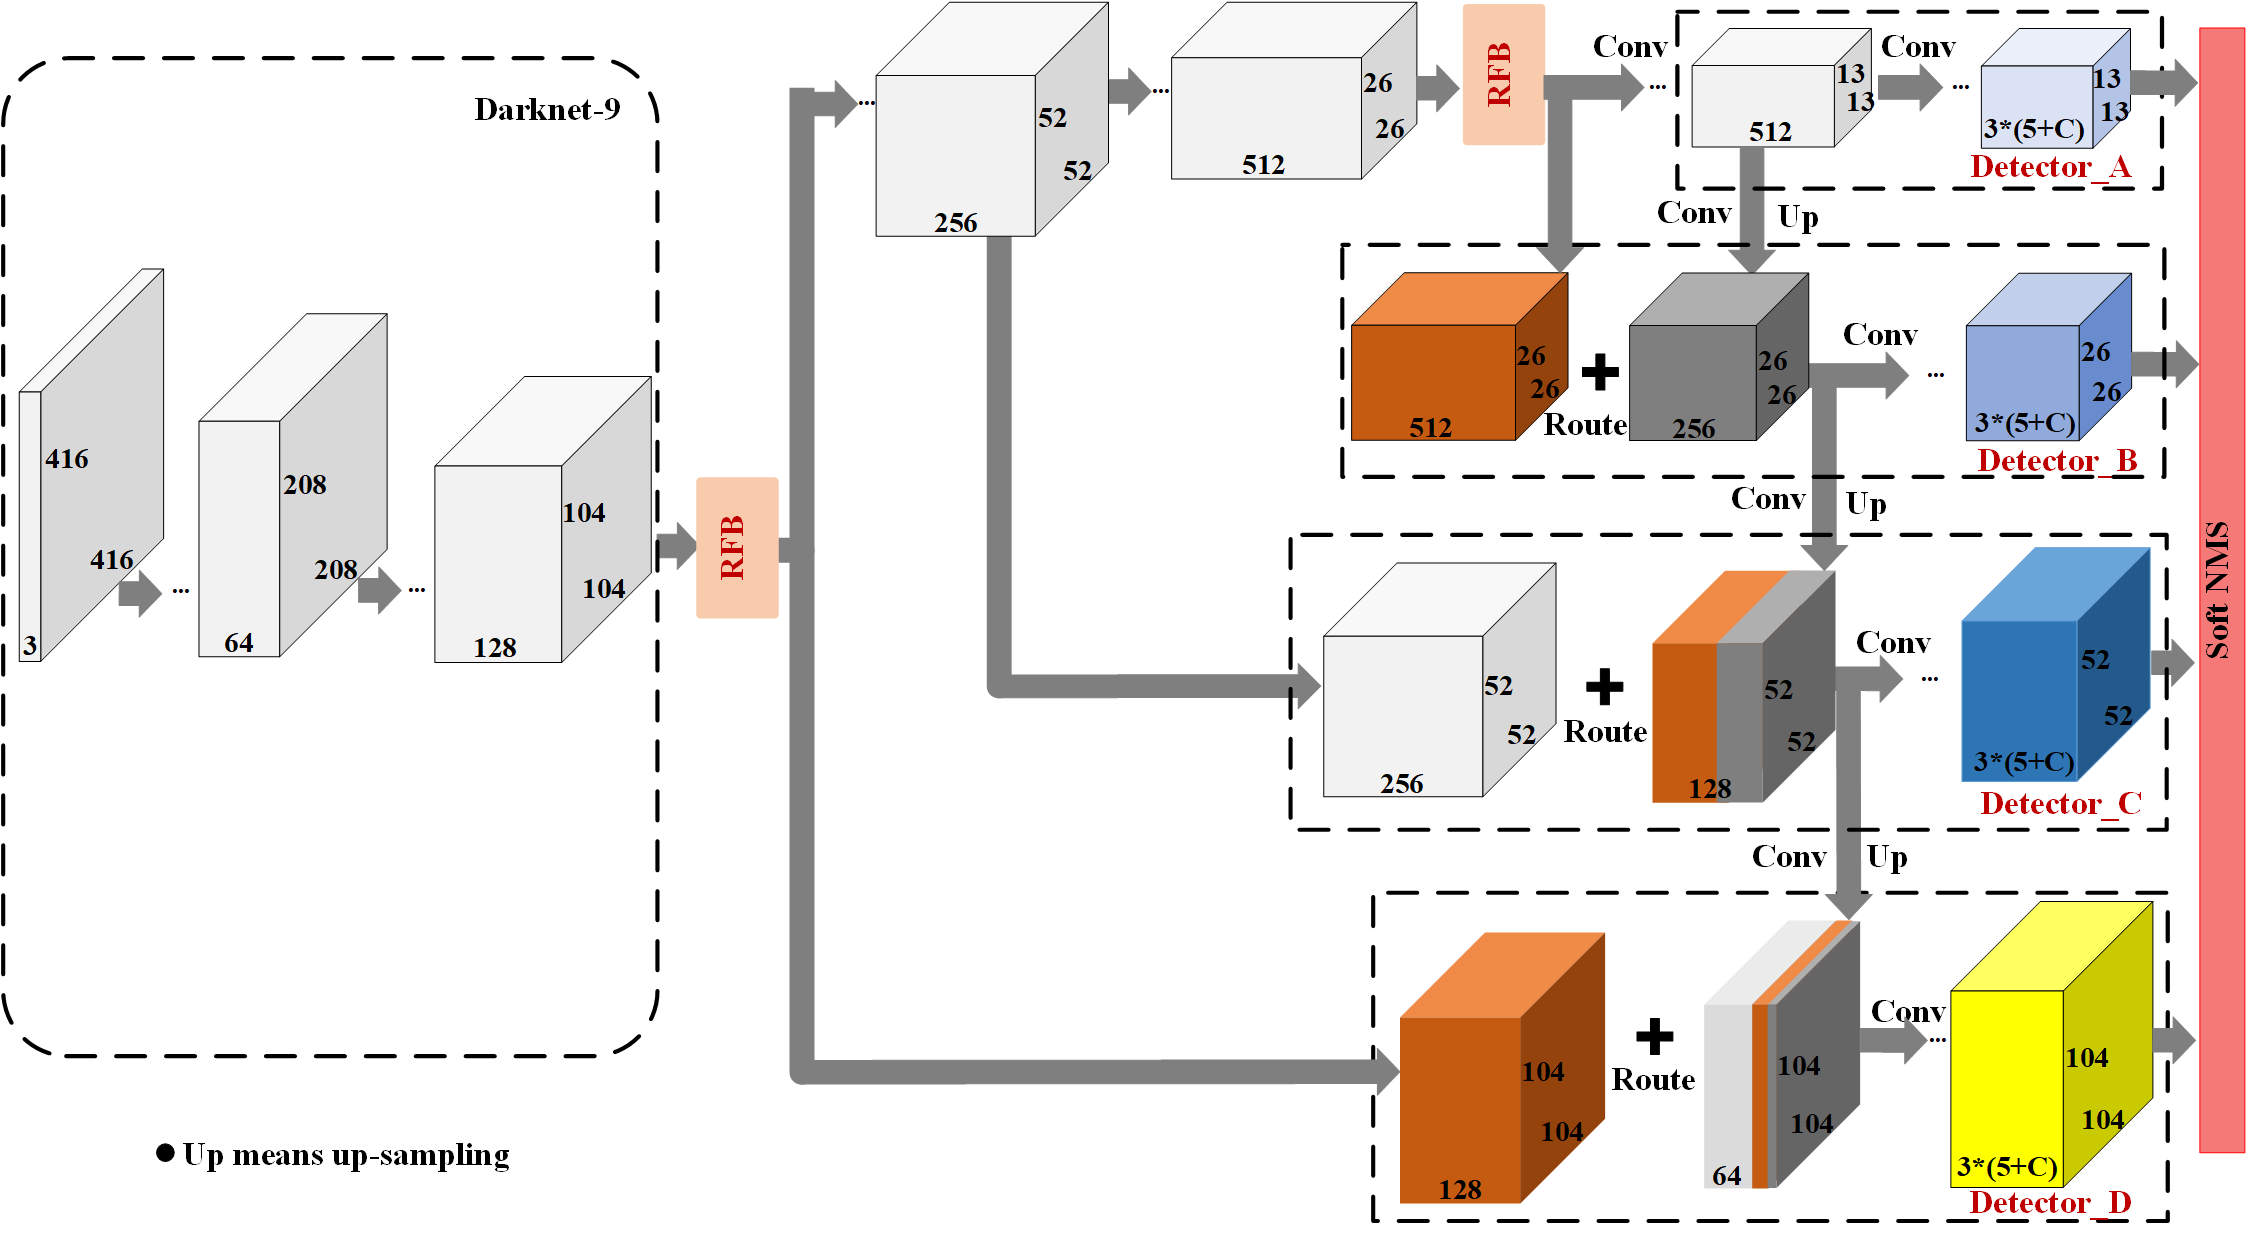 Darknet-9
3
416
416
...
64
208
208
...
128
104
104
RFB
...
256
52
52
...
512
26
26
RFB
Conv
...
512
13
13
Conv
...
3*(5+C)
13
13
Detector_A
Conv
Up
512
26
26
Route
256
26
26
Conv
...
3*(5+C)
26
26
Detector_B
Conv
Up
256
52
52
Route
128
52
52
Conv
...
3*(5+C)
52
52
Detector_C
Conv
Up
128
104
104
Route
64
104
104
Conv
...
3*(5+C)
104
104
Detector_D
Soft NMS
● Up means up-sampling